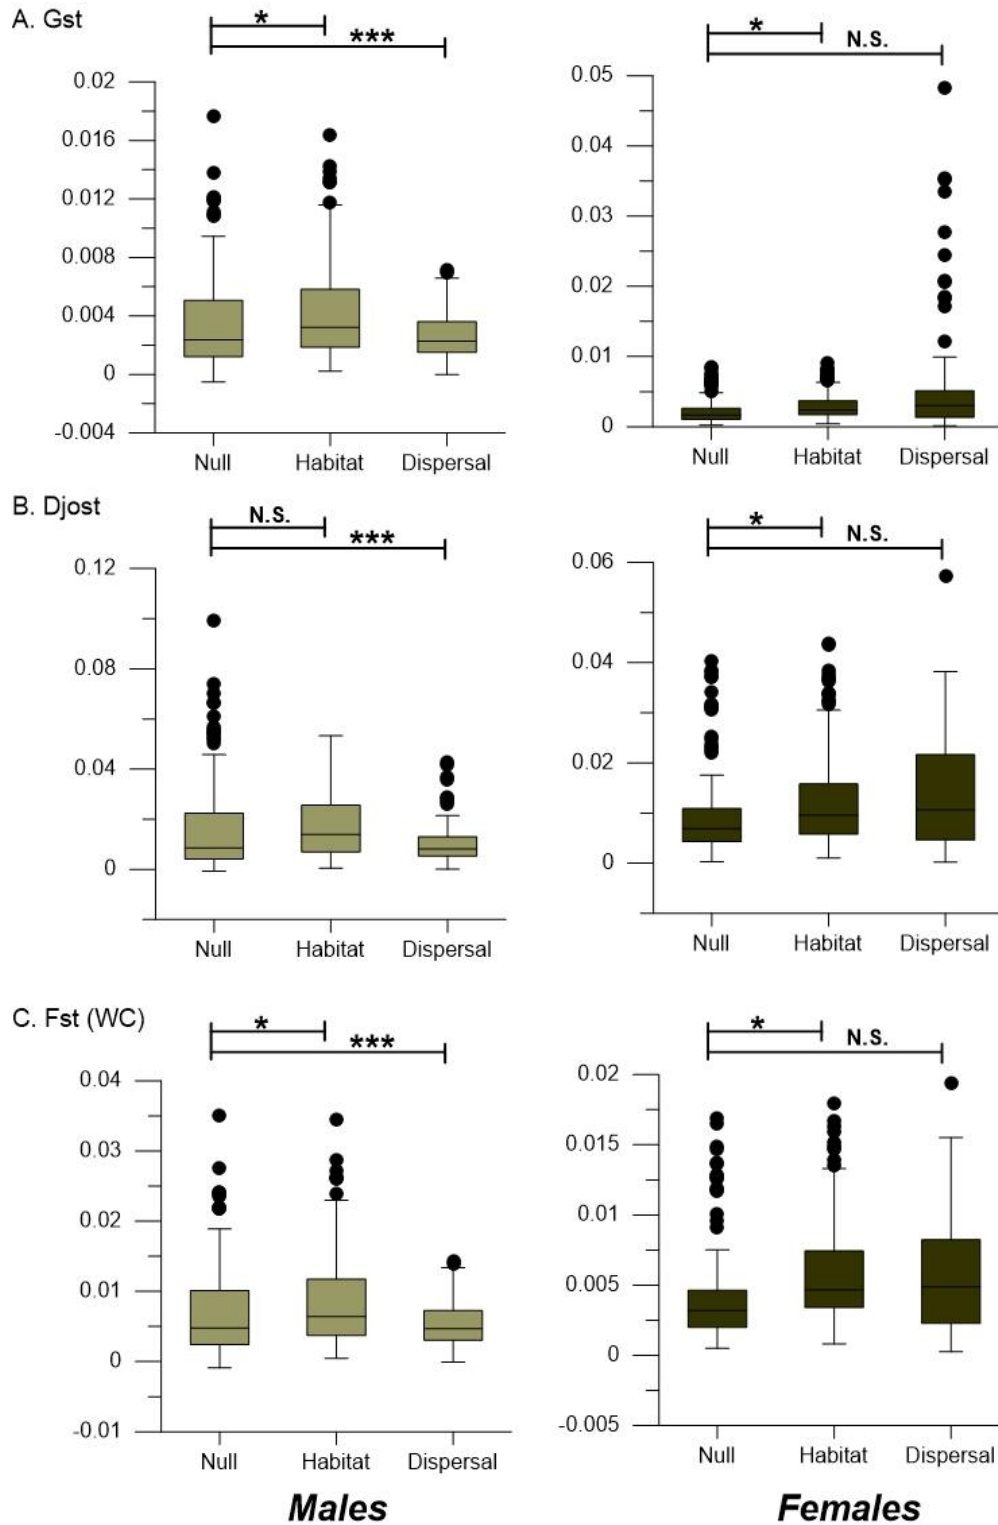 A. Gst
*
***
*
N.S.
0.02
0.016
0.012
0.008
0.004
0
-0.004
Null Habitat Dispersal
0.05
0.04
0.03
0.02
0.01
0
Null Habitat Dispersal
B. Djost
N.S.
***
*
N.S.
0.12
0.08
0.04
0
Null Habitat Dispersal
0.06
0.04
0.02
0
Null Habitat Dispersal
C. Fst (WC)
*
***
*
N.S.
0.04
0.03
0.02
0.01
0
-0.01
Null Habitat Dispersal
0.02
0.015
0.01
0.005
0
-0.005
Null Habitat Dispersal
Males
Females